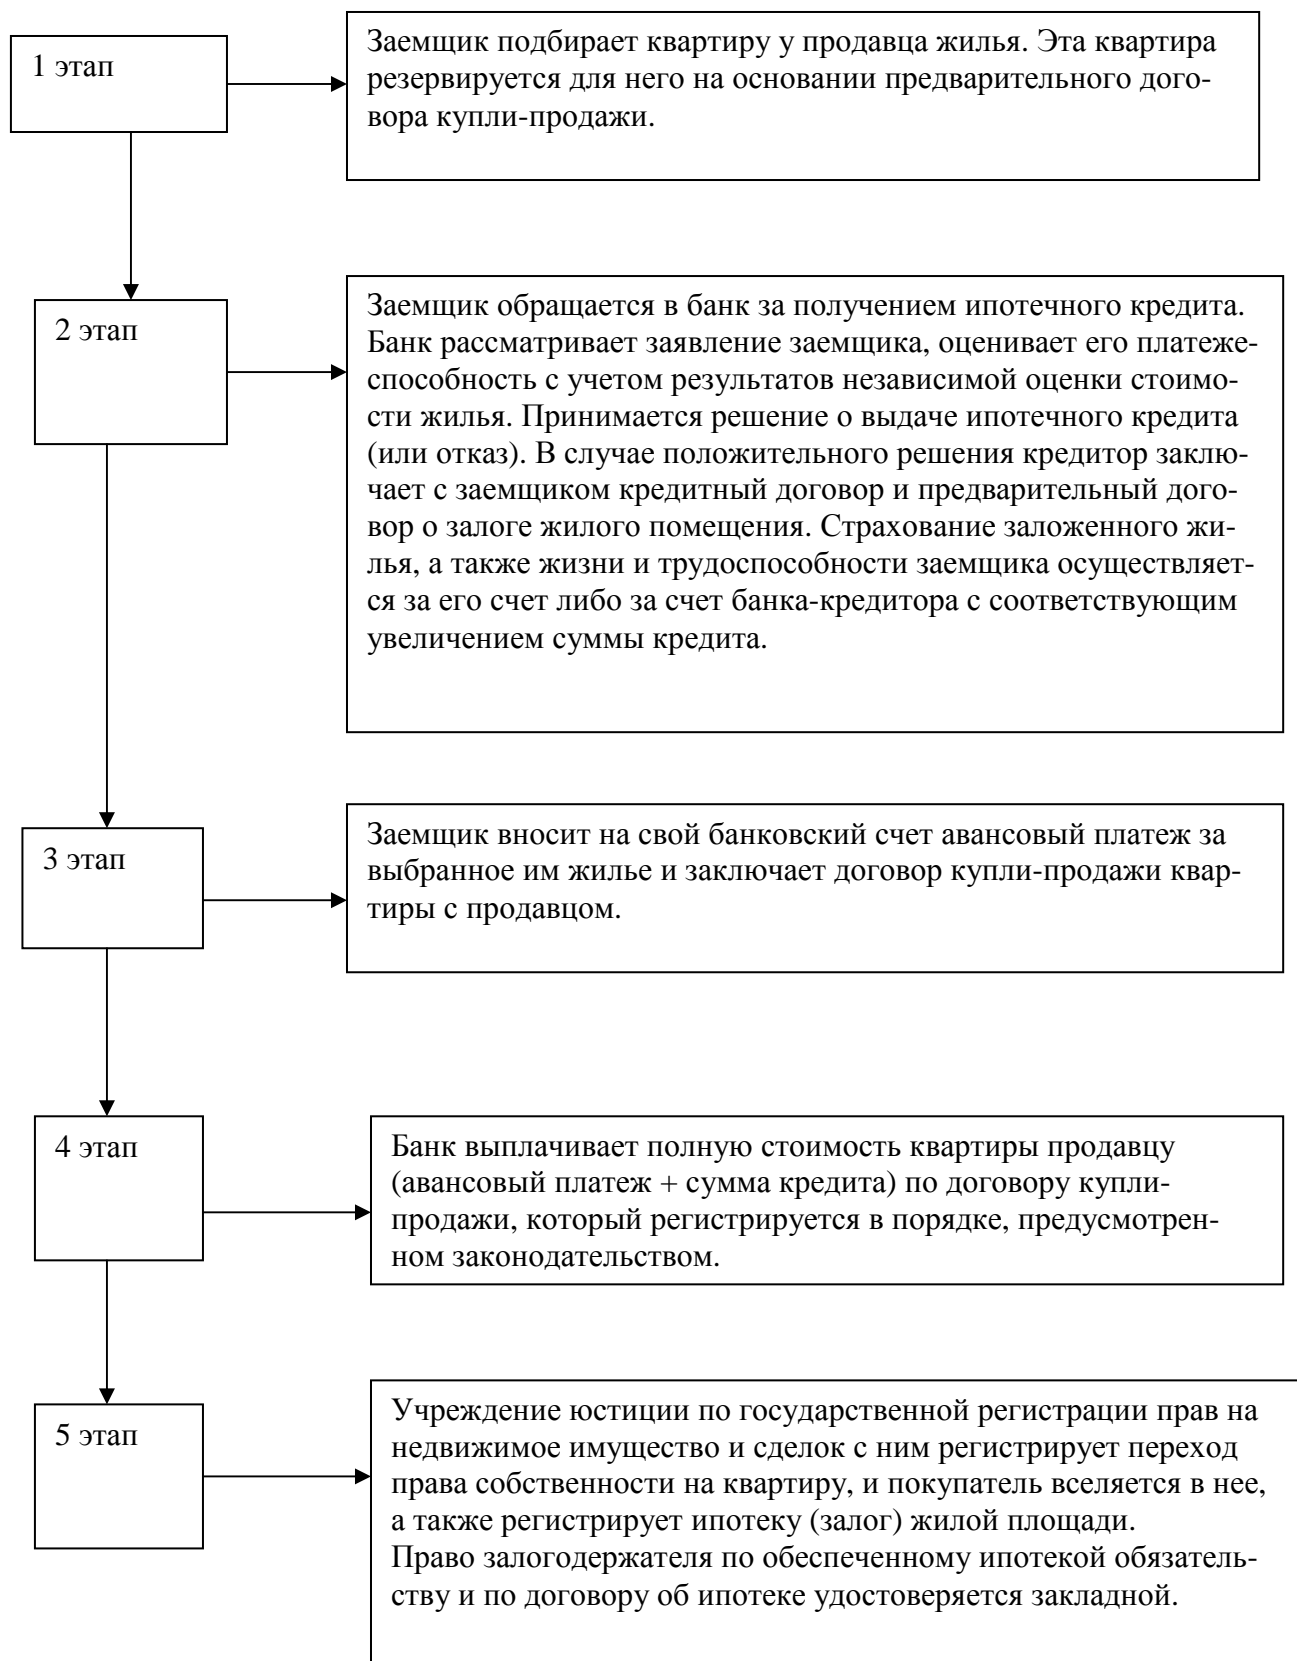 1 этап
Заемщик подбирает квартиру у продавца жилья. Эта квартира
резервируется для него на основании предварительного дого-
вора купли-продажи.
2 этап
Заемщик обращается в банк за получением ипотечного кредита.
Банк рассматривает заявление заемщика, оценивает его платеже-
способность с учетом результатов независимой оценки стоимо-
сти жилья. Принимается решение о выдаче ипотечного кредита
(или отказ). В случае положительного решения кредитор заклю-
чает с заемщиком кредитный договор и предварительный дого-
вор о залоге жилого помещения. Страхование заложенного жи-
лья, а также жизни и трудоспособности заемщика осуществляет-
ся за его счет либо за счет банка-кредитора с соответствующим
увеличением суммы кредита.
3 этап
Заемщик вносит на свой банковский счет авансовый платеж за
выбранное им жилье и заключает договор купли-продажи квар-
тиры с продавцом.
4 этап
Банк выплачивает полную стоимость квартиры продавцу
(авансовый платеж + сумма кредита) по договору купли-
продажи, который регистрируется в порядке, предусмотрен-
ном законодательством.
5 этап
Учреждение юстиции по государственной регистрации прав на
недвижимое имущество и сделок с ним регистрирует переход
права собственности на квартиру, и покупатель вселяется в нее,
а также регистрирует ипотеку (залог) жилой площади.
Право залогодержателя по обеспеченному ипотекой обязатель-
ству и по договору об ипотеке удостоверяется закладной.